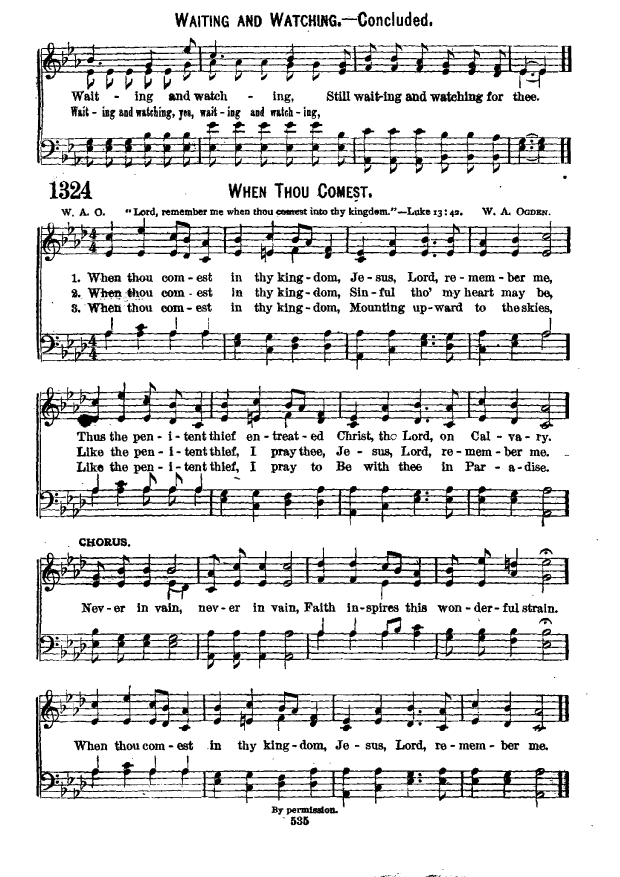 WAITING AND WATCHING.—Concluded.
Wait - ing and watch - ing, Still wait-ing and watching for thee.
Wait - ing and watching, yes, wait - ing and watch - ing,
1324 WHEN THOU COMEST.
W. A. O. "Lord, remember me when thou comest into thy kingdom."—Luke 13:42. W. A. OGDEN.
1. When thou com - est in thy king - dom, Je - sus, Lord, re - mem - ber me,
2. When thou com - est in thy king - dom, Sin - ful tho' my heart may be,
3. When thou com - est in thy king - dom, Mounting up - ward to the skies,
Thus the pen - i - tent thief en - treat - ed Christ, the Lord, on Cal - va - ry.
Like the pen - i - tent thief, I pray thee, Je - sus, Lord, re - mem - ber me.
Like the pen - i - tent thief, I pray to Be with thee in Par - a - dise.
CHORUS.
Nev - er in vain, nev - er in vain, Faith in - spires this won - der - ful strain.
When thou com - est in thy king - dom, Je - sus, Lord, re - mem - ber me.
By permission.
535